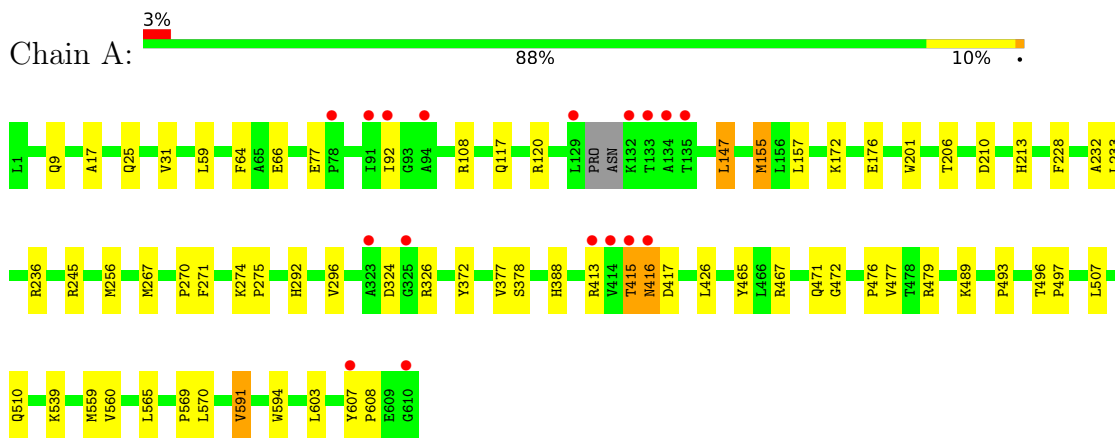 3%
Chain A:
88% 10% •
L1 Q9 A17 Q25 V31 L59 F64 A65 E66 E77 P78 I91 I92 G93 A94 R108 Q117 R120 L129 PRO ASN K132 T133 A134 T135 L147 M155 L156 L157 K172 E176 W201 T206 D210 H213 F228 A232 L233
R236 R245 M256 M267 P270 F271 K274 P275 H292 V296 A323 D324 G325 R326 Y372 V377 S378 H388 R413 V414 T415 N416 D417 L426 Y465 L466 R467 Q471 G472 P476 V477 T478 R479 K489 P493 T496 P497 L507
Q510 K539 M559 V560 L565 P569 L570 V591 W594 L603 Y607 P608 E609 G610